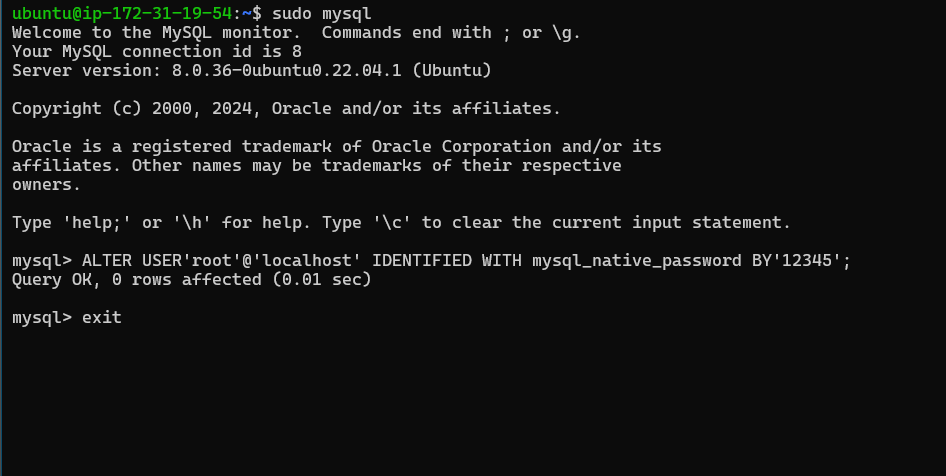 ubuntu@ip-172-31-19-54:~$ sudo mysql
Welcome to the MySQL monitor.  Commands end with ; or \g.
Your MySQL connection id is 8
Server version: 8.0.36-0ubuntu0.22.04.1 (Ubuntu)
Copyright (c) 2000, 2024, Oracle and/or its affiliates.
Oracle is a registered trademark of Oracle Corporation and/or its
affiliates. Other names may be trademarks of their respective
owners.
Type 'help;' or '\h' for help. Type '\c' to clear the current input statement.
mysql> ALTER USER'root'@'localhost' IDENTIFIED WITH mysql_native_password BY'12345';
Query OK, 0 rows affected (0.01 sec)
mysql> exit